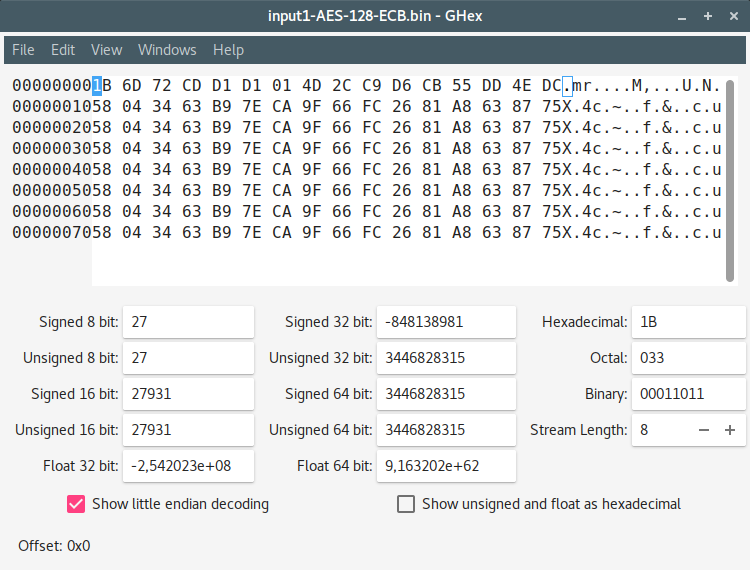 input1-AES-128-ECB.bin - GHex
File Edit View Windows Help
000000001B 6D 72 CD D1 D1 01 4D 2C C9 D6 CB 55 DD 4E DC.mr....M,...U.N.
0000001058 04 34 63 B9 7E CA 9F 66 FC 26 81 A8 63 87 75X.4c.~..f.&..c.u
0000002058 04 34 63 B9 7E CA 9F 66 FC 26 81 A8 63 87 75X.4c.~..f.&..c.u
0000003058 04 34 63 B9 7E CA 9F 66 FC 26 81 A8 63 87 75X.4c.~..f.&..c.u
0000004058 04 34 63 B9 7E CA 9F 66 FC 26 81 A8 63 87 75X.4c.~..f.&..c.u
0000005058 04 34 63 B9 7E CA 9F 66 FC 26 81 A8 63 87 75X.4c.~..f.&..c.u
0000006058 04 34 63 B9 7E CA 9F 66 FC 26 81 A8 63 87 75X.4c.~..f.&..c.u
0000007058 04 34 63 B9 7E CA 9F 66 FC 26 81 A8 63 87 75X.4c.~..f.&..c.u
Signed 8 bit: 27 Signed 32 bit: -848138981 Hexadecimal: 1B
Unsigned 8 bit: 27 Unsigned 32 bit: 3446828315 Octal: 033
Signed 16 bit: 27931 Signed 64 bit: 3446828315 Binary: 00011011
Unsigned 16 bit: 27931 Unsigned 64 bit: 3446828315 Stream Length: 8 − +
Float 32 bit: -2,542023e+08 Float 64 bit: 9,163202e+62
Show little endian decoding Show unsigned and float as hexadecimal
Offset: 0x0